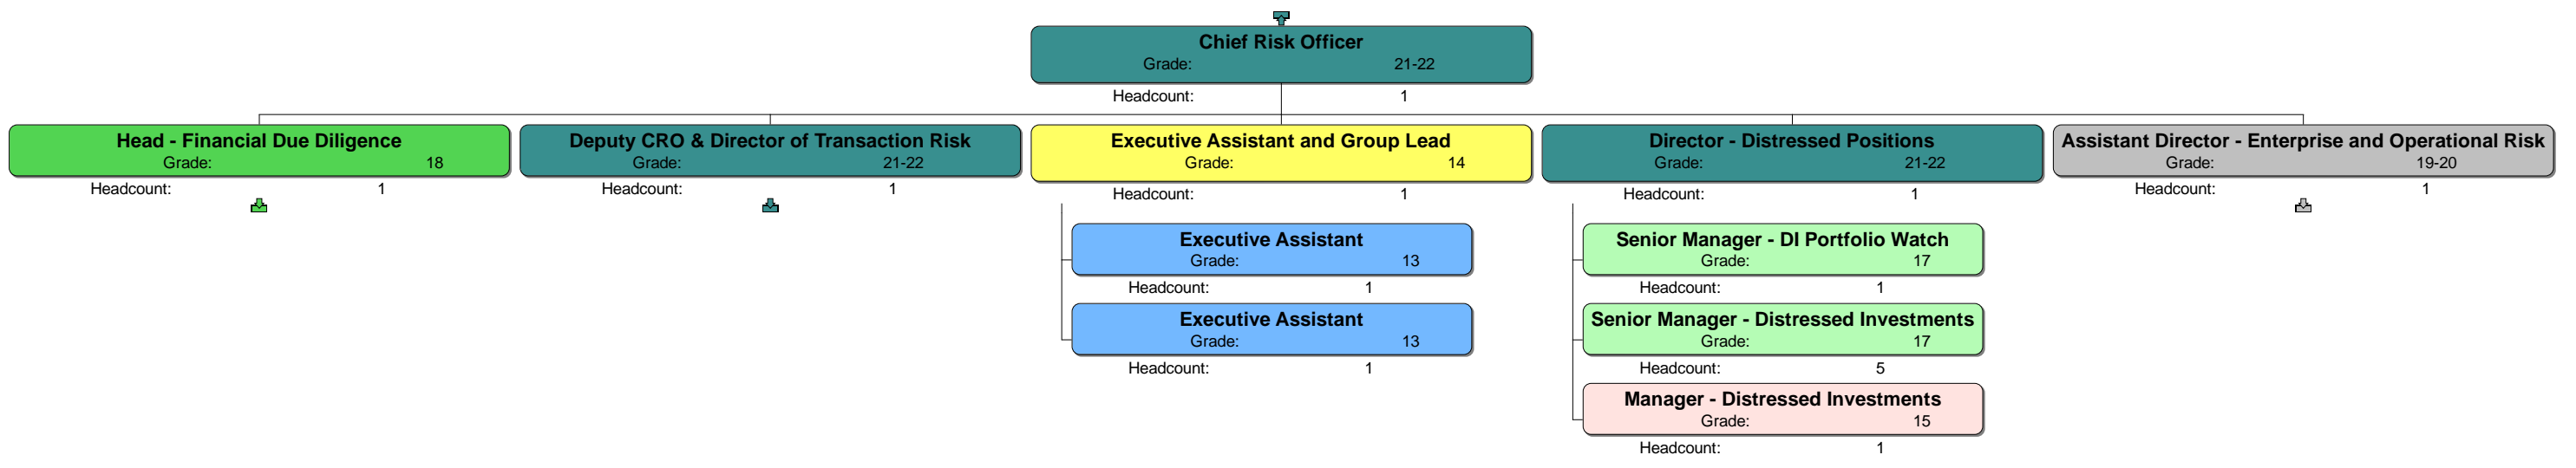 Chief Risk Officer
Grade: 21-22
Headcount: 1
Head - Financial Due Diligence
Grade: 18
Headcount: 1
Deputy CRO & Director of Transaction Risk
Grade: 21-22
Headcount: 1
Executive Assistant and Group Lead
Grade: 14
Headcount: 1
Executive Assistant
Grade: 13
Headcount: 1
Executive Assistant
Grade: 13
Headcount: 1
Director - Distressed Positions
Grade: 21-22
Headcount: 1
Senior Manager - DI Portfolio Watch
Grade: 17
Headcount: 1
Senior Manager - Distressed Investments
Grade: 17
Headcount: 5
Manager - Distressed Investments
Grade: 15
Headcount: 1
Assistant Director - Enterprise and Operational Risk
Grade: 19-20
Headcount: 1